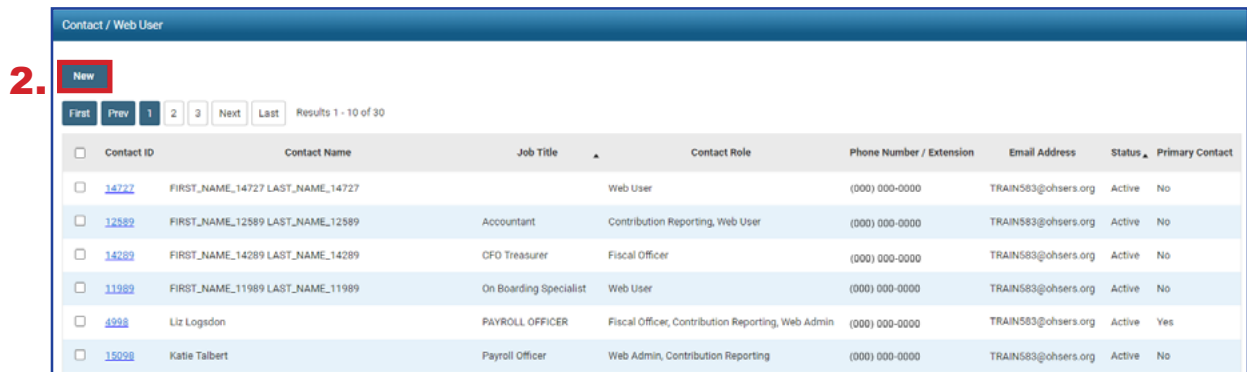 Contact / Web User
2.
New
First Prev 1 2 3 Next Last Results 1 - 10 of 30
Contact ID Contact Name Job Title Contact Role Phone Number / Extension Email Address Status Primary Contact
14727 FIRST_NAME_14727 LAST_NAME_14727 Web User (000) 000-0000 TRAIN583@ohsers.org Active No
12589 FIRST_NAME_12589 LAST_NAME_12589 Accountant Contribution Reporting, Web User (000) 000-0000 TRAIN583@ohsers.org Active No
14289 FIRST_NAME_14289 LAST_NAME_14289 CFO Treasurer Fiscal Officer (000) 000-0000 TRAIN583@ohsers.org Active No
11989 FIRST_NAME_11989 LAST_NAME_11989 On Boarding Specialist Web User (000) 000-0000 TRAIN583@ohsers.org Active No
4998 Liz Logsdon PAYROLL OFFICER Fiscal Officer, Contribution Reporting, Web Admin (000) 000-0000 TRAIN583@ohsers.org Active Yes
15098 Katie Talbert Payroll Officer Web Admin, Contribution Reporting (000) 000-0000 TRAIN583@ohsers.org Active No